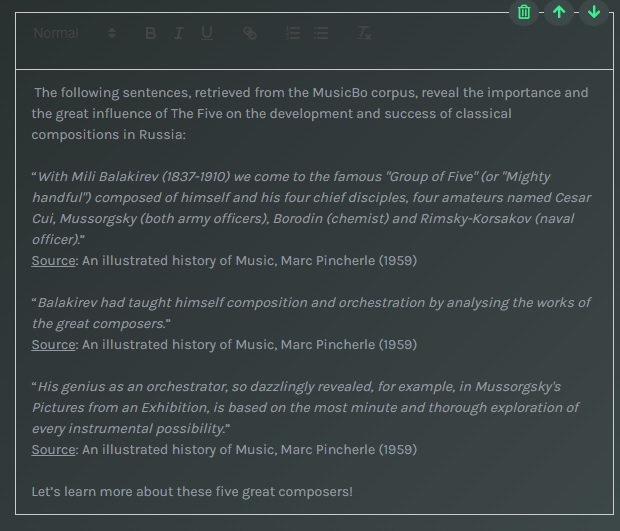 Normal B I U
The following sentences, retrieved from the MusicBo corpus, reveal the importance and
the great influence of The Five on the development and success of classical
compositions in Russia:
“With Mili Balakirev (1837-1910) we come to the famous "Group of Five" (or "Mighty
handful") composed of himself and his four chief disciples, four amateurs named Cesar
Cui, Mussorgsky (both army officers), Borodin (chemist) and Rimsky-Korsakov (naval
officer).”
Source: An illustrated history of Music, Marc Pincherle (1959)
“Balakirev had taught himself composition and orchestration by analysing the works of
the great composers.”
Source: An illustrated history of Music, Marc Pincherle (1959)
“His genius as an orchestrator, so dazzlingly revealed, for example, in Mussorgsky's
Pictures from an Exhibition, is based on the most minute and thorough exploration of
every instrumental possibility.”
Source: An illustrated history of Music, Marc Pincherle (1959)
Let’s learn more about these five great composers!